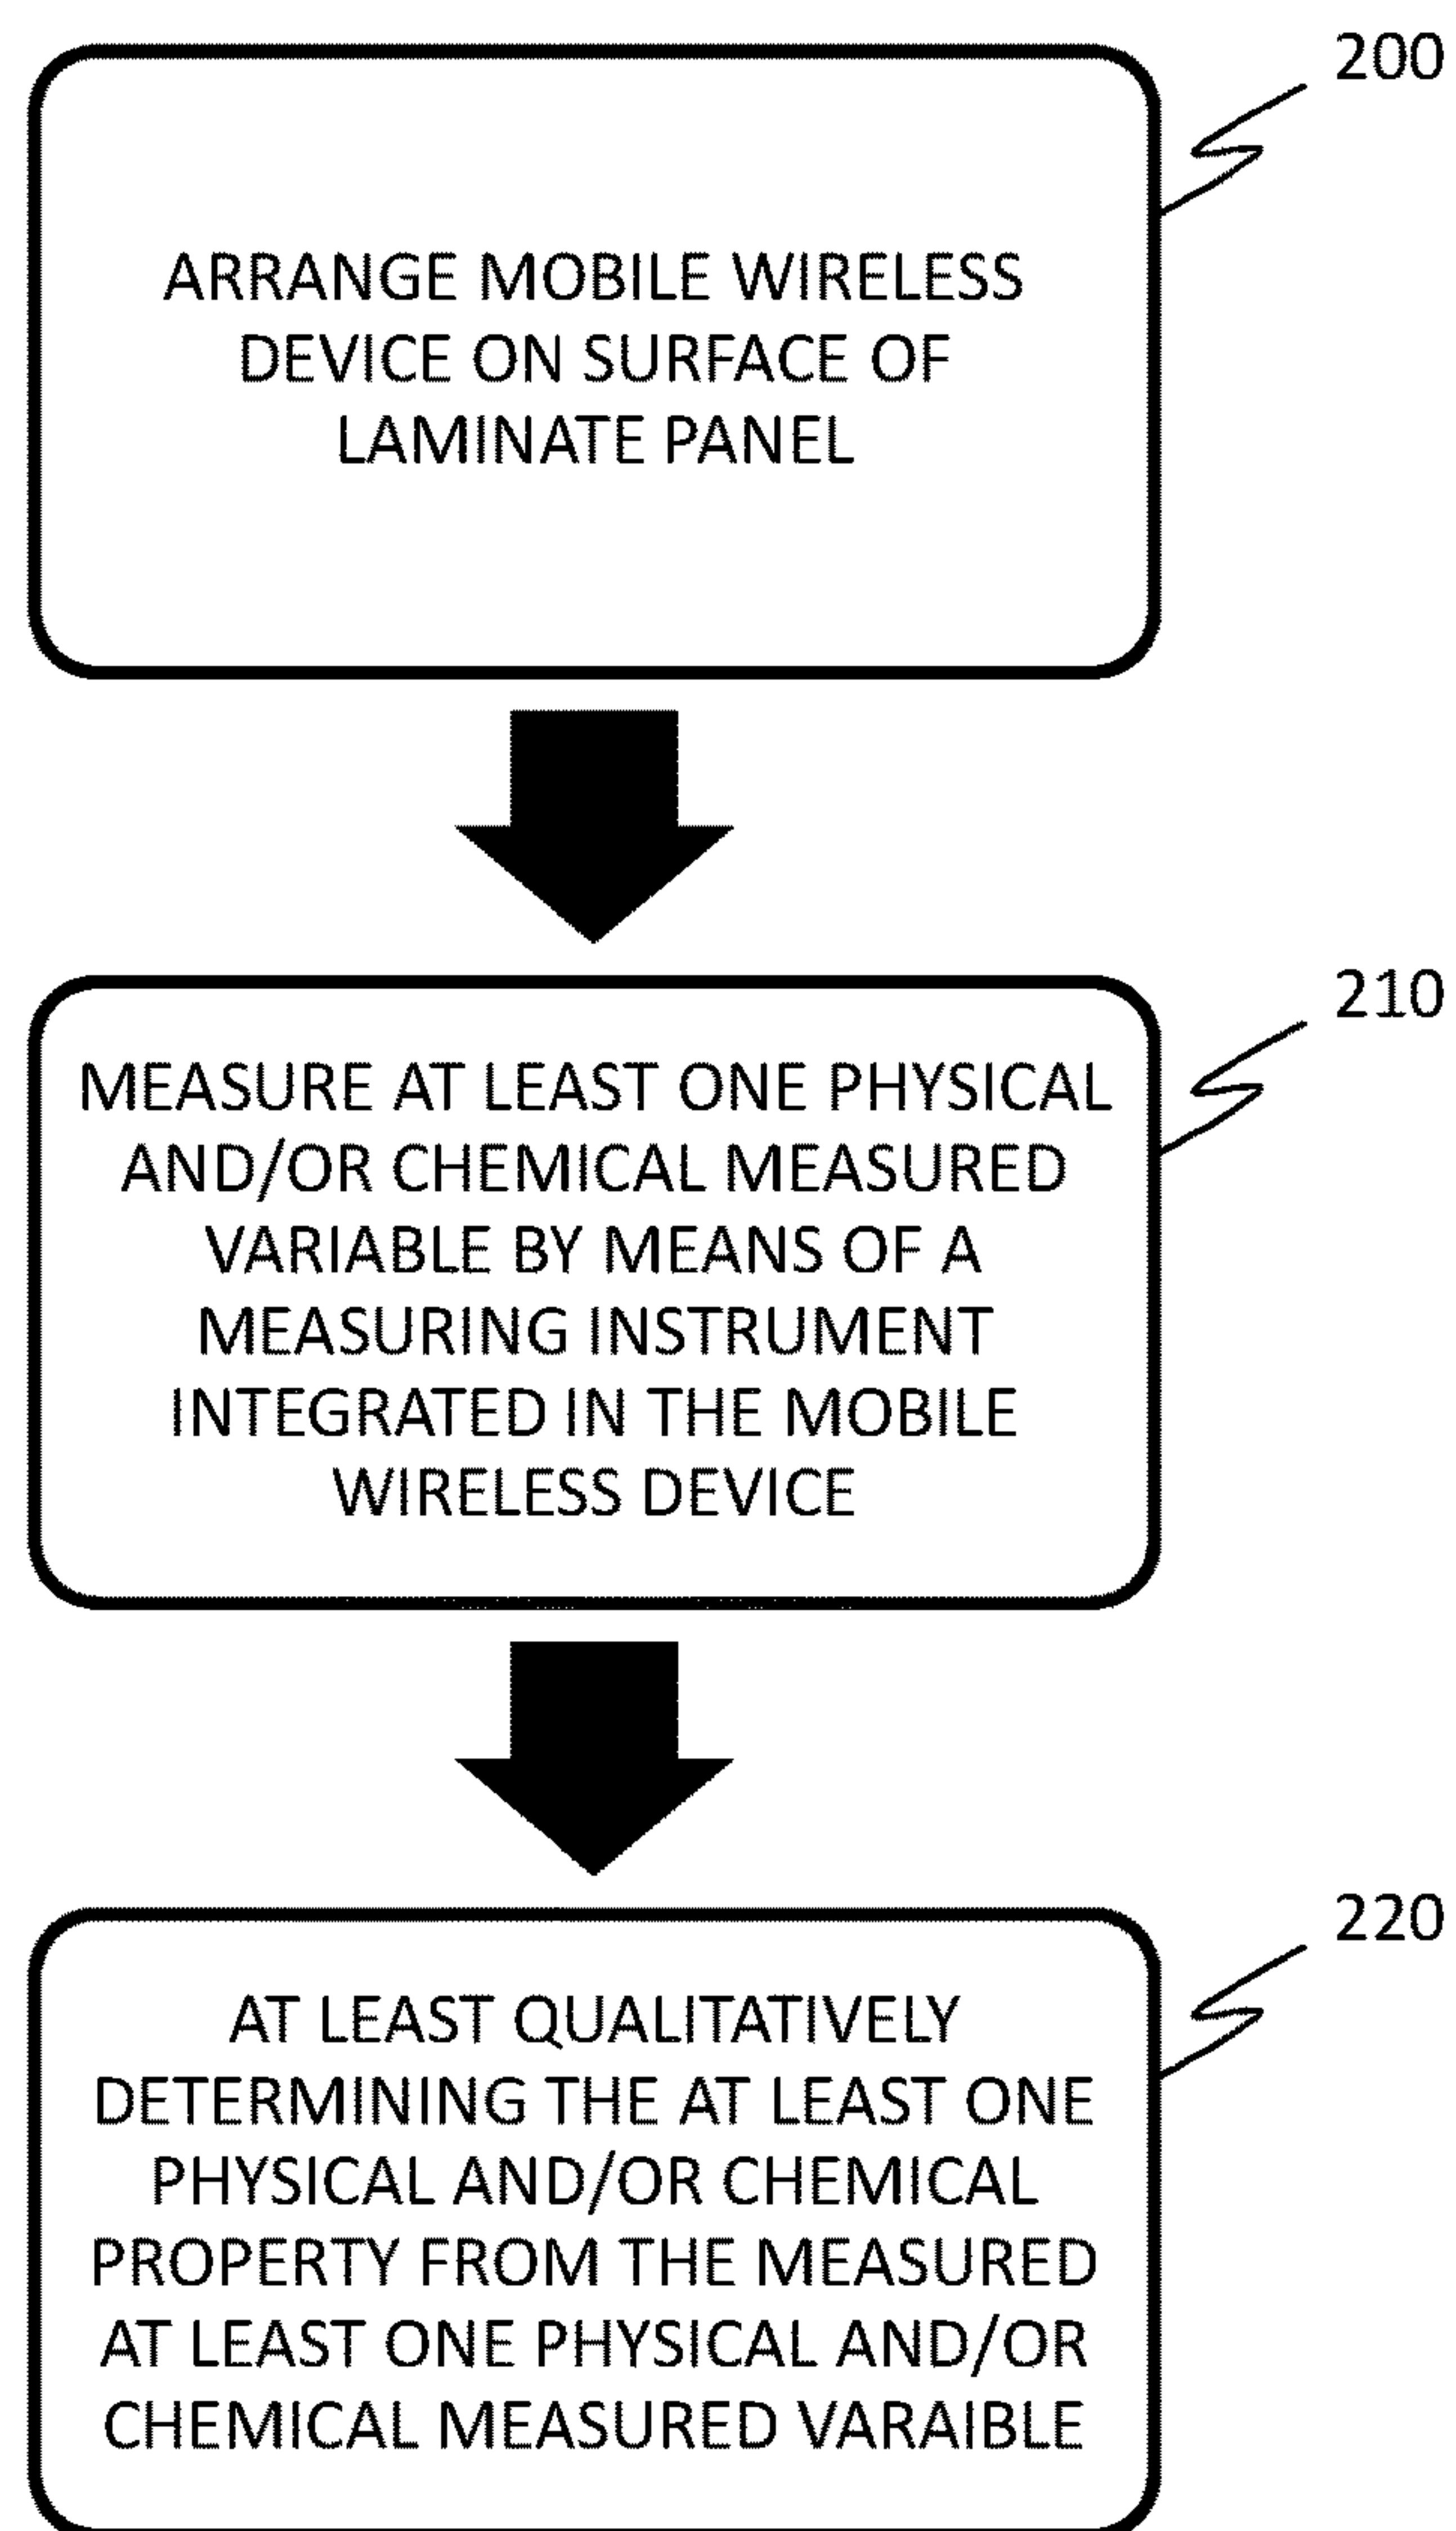 200
ARRANGE MOBILE WIRELESS
DEVICE ON SURFACE OF
LAMINATE PANEL
210
MEASURE AT LEAST ONE PHYSICAL
AND/OR CHEMICAL MEASURED
VARIABLE BY MEANS OF A
MEASURING INSTRUMENT
INTEGRATED IN THE MOBILE
WIRELESS DEVICE
220
AT LEAST QUALITATIVELY
DETERMINING THE AT LEAST ONE
PHYSICAL AND/OR CHEMICAL
PROPERTY FROM THE MEASURED
AT LEAST ONE PHYSICAL AND/OR
CHEMICAL MEASURED VARAIBLE